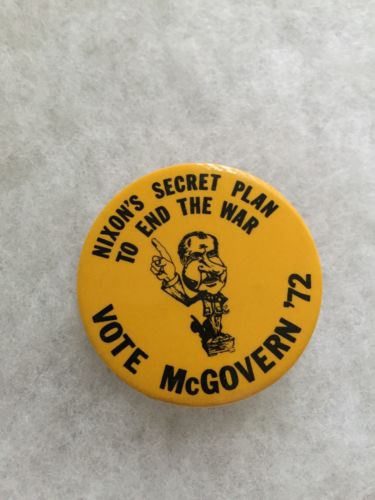 NIXON'S SECRET PLAN
TO END THE WAR
VOTE McGOVERN '72